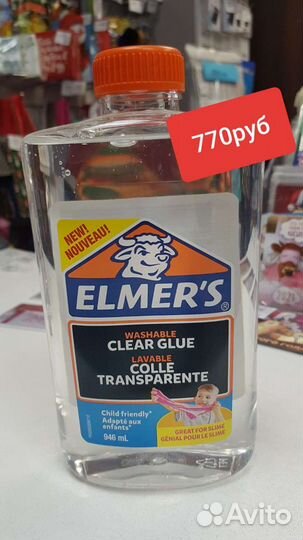 770руб
NEW!
NOUVEAU!
ELMER'S
WASHABLE
CLEAR GLUE
LAVABLE
COLLE
TRANSPARENTE
Child friendly*
Adapté aux
enfants*
946 mL
GREAT FOR SLIME
GÉNIAL POUR LE SLIME
Avito